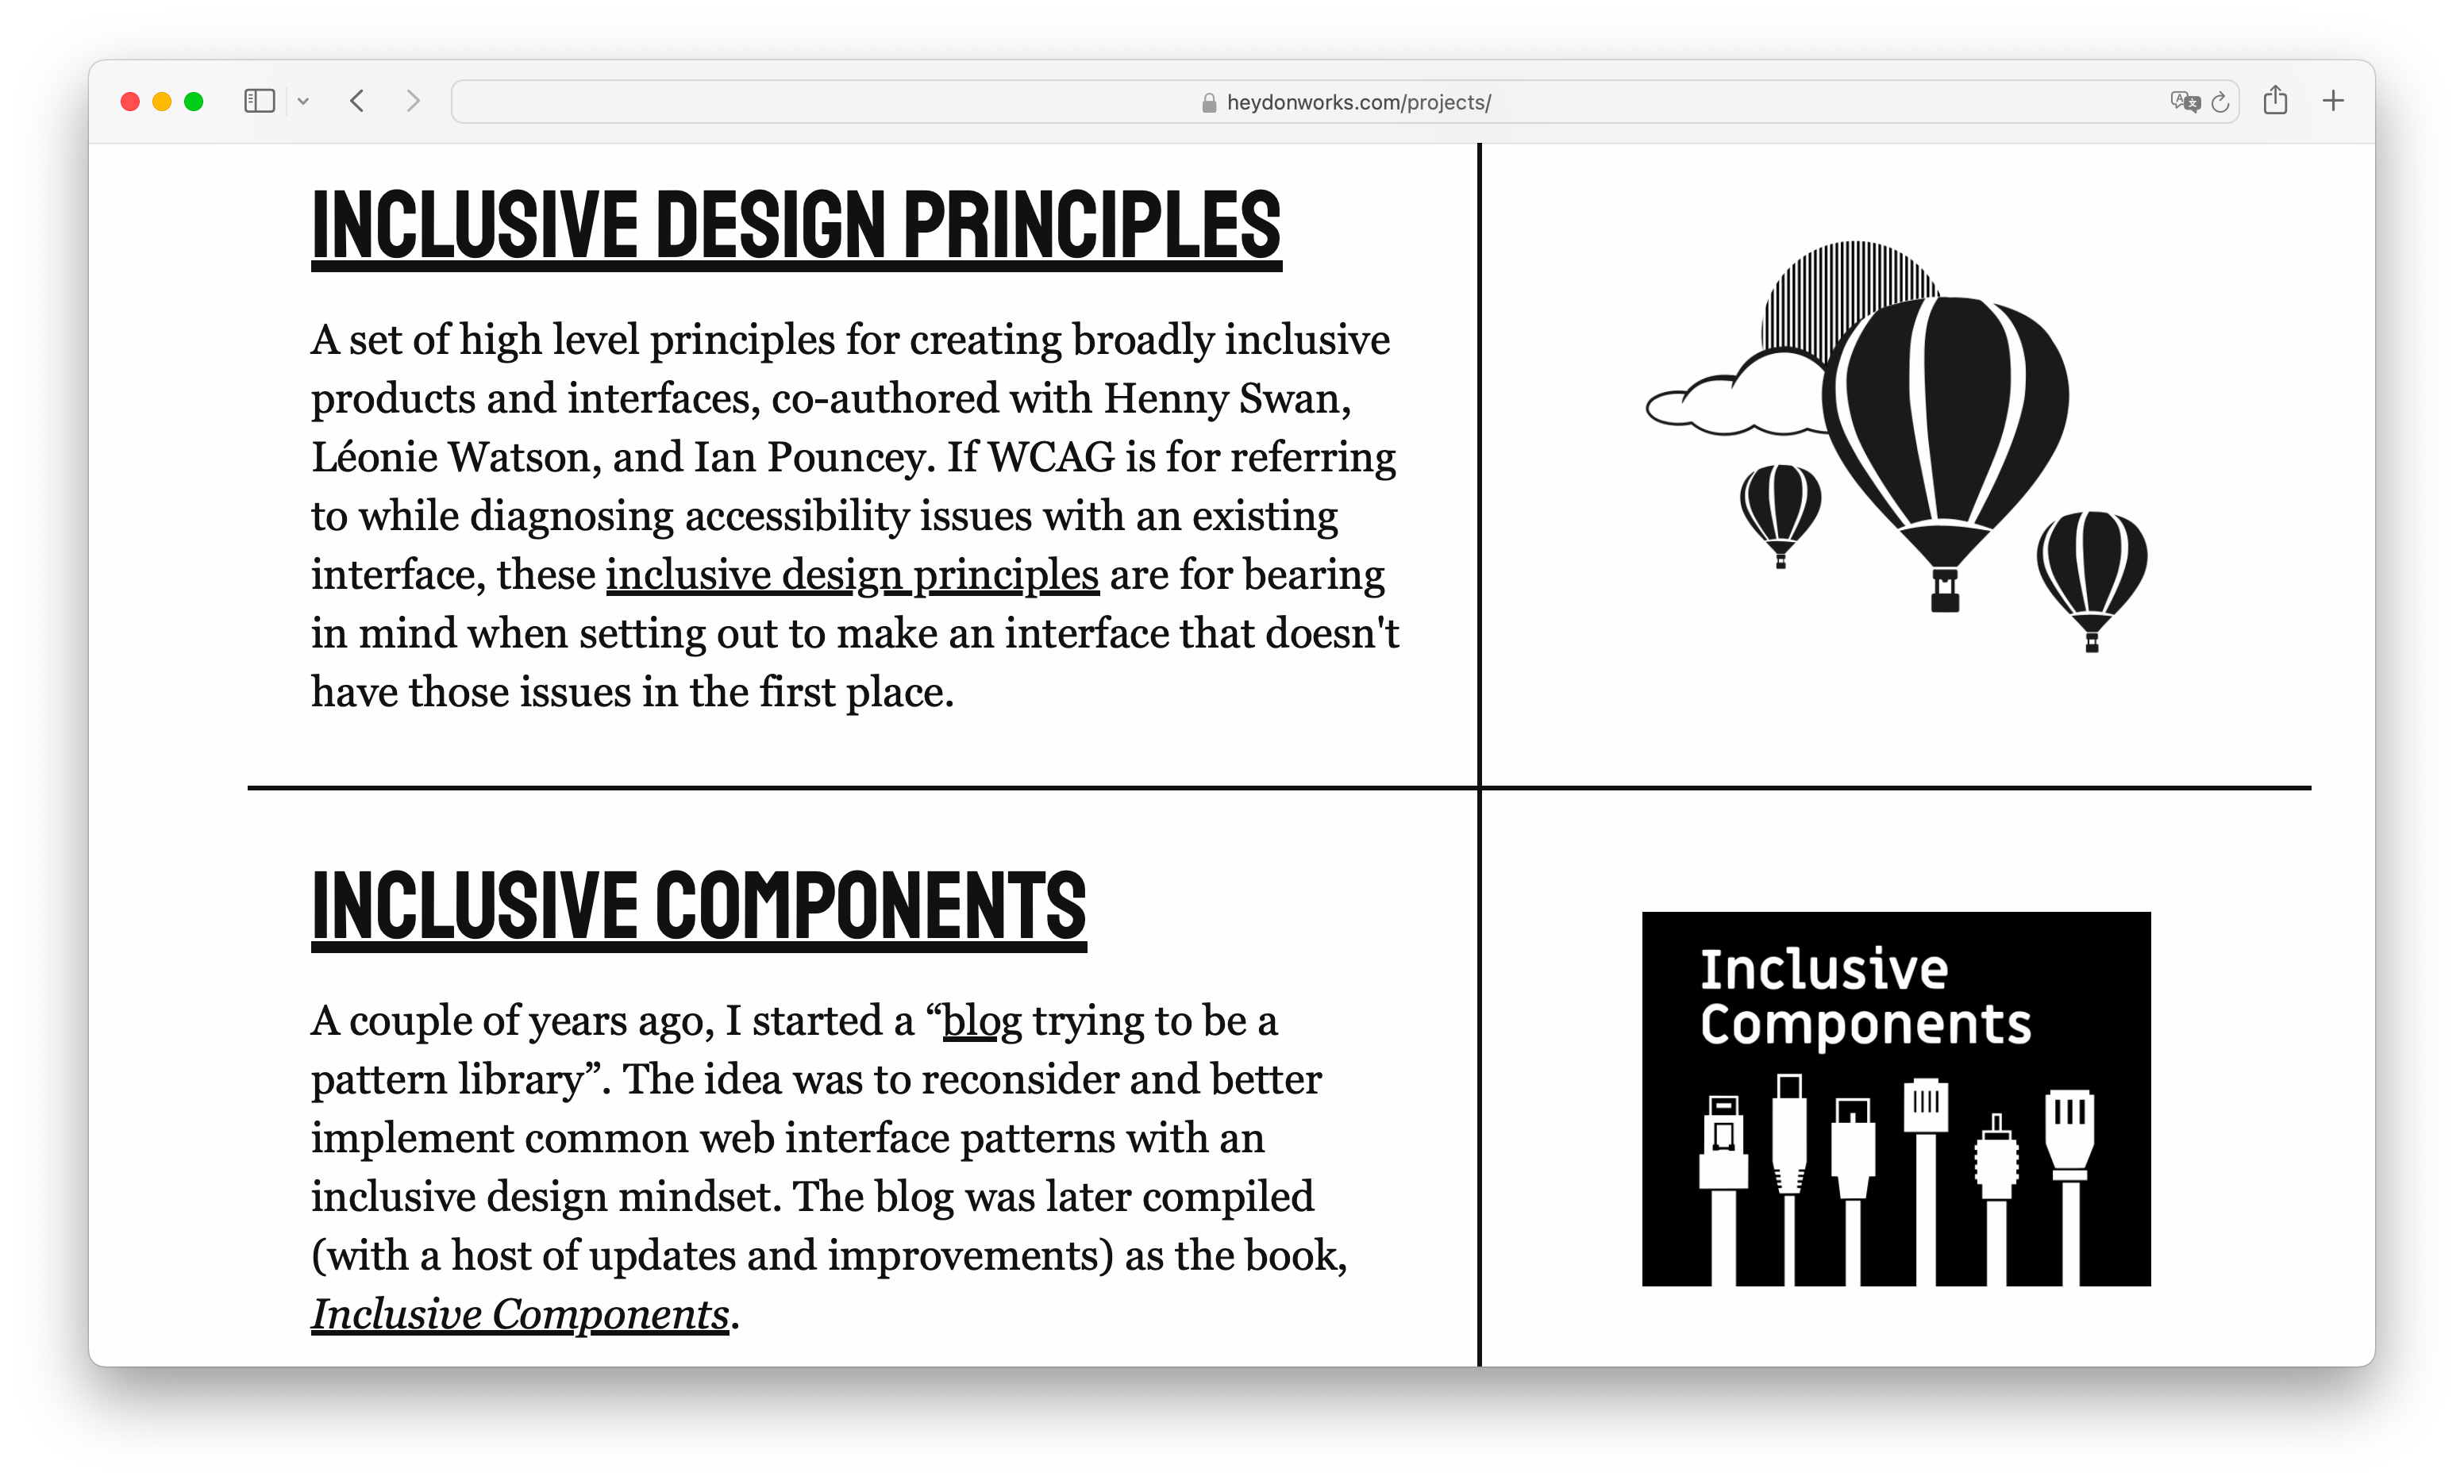 heydonworks.com/projects/
INCLUSIVE DESIGN PRINCIPLES
A set of high level principles for creating broadly inclusive
products and interfaces, co-authored with Henny Swan,
Léonie Watson, and Ian Pouncey. If WCAG is for referring
to while diagnosing accessibility issues with an existing
interface, these inclusive design principles are for bearing
in mind when setting out to make an interface that doesn't
have those issues in the first place.
INCLUSIVE COMPONENTS
A couple of years ago, I started a “blog trying to be a
pattern library”. The idea was to reconsider and better
implement common web interface patterns with an
inclusive design mindset. The blog was later compiled
(with a host of updates and improvements) as the book,
Inclusive Components.
Inclusive
Components